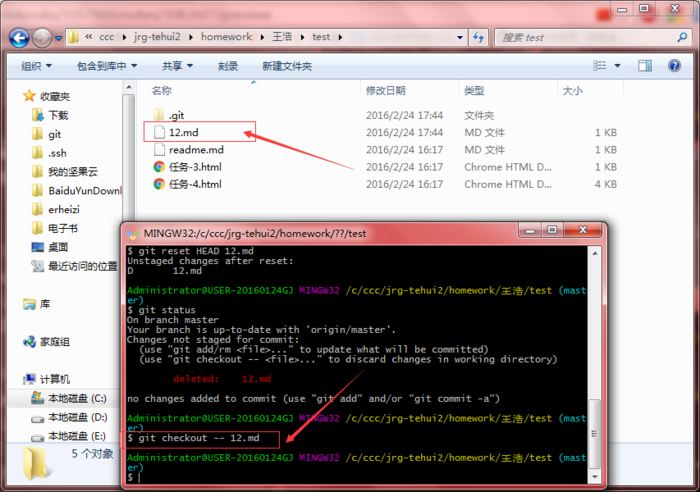 « ccc ▸ jrg-tehui2 ▸ homework ▸ 王浩 ▸ test ▸
搜索 test
组织 包含到库中 共享 刻录 新建文件夹
收藏夹
下载
git
.ssh
我的坚果云
BaiduYunDownl
erheizi
电子书
桌面
最近访问的位置
库
家庭组
计算机
本地磁盘 (C:)
本地磁盘 (D:)
本地磁盘 (E:)
5 个对象
名称 修改日期 类型 大小
.git 2016/2/24 17:44 文件夹
12.md 2016/2/24 17:44 MD 文件 1 KB
readme.md 2016/2/24 16:17 MD 文件 1 KB
任务-3.html 2016/2/24 16:17 Chrome HTML D... 1 KB
任务-4.html 2016/2/24 16:17 Chrome HTML D... 4 KB
MINGW32:/c/ccc/jrg-tehui2/homework/??/test
$ git reset HEAD 12.md
Unstaged changes after reset:
D 12.md
Administrator@USER-20160124GJ MINGW32 /c/ccc/jrg-tehui2/homework/王浩/test (mast
er)
$ git status
On branch master
Your branch is up-to-date with 'origin/master'.
Changes not staged for commit:
(use "git add/rm <file>..." to update what will be committed)
(use "git checkout -- <file>..." to discard changes in working directory)
deleted: 12.md
no changes added to commit (use "git add" and/or "git commit -a")
Administrator@USER-20160124GJ MINGW32 /c/ccc/jrg-tehui2/homework/王浩/test (mast
er)
$ git checkout -- 12.md
Administrator@USER-20160124GJ MINGW32 /c/ccc/jrg-tehui2/homework/王浩/test (mast
er)
$